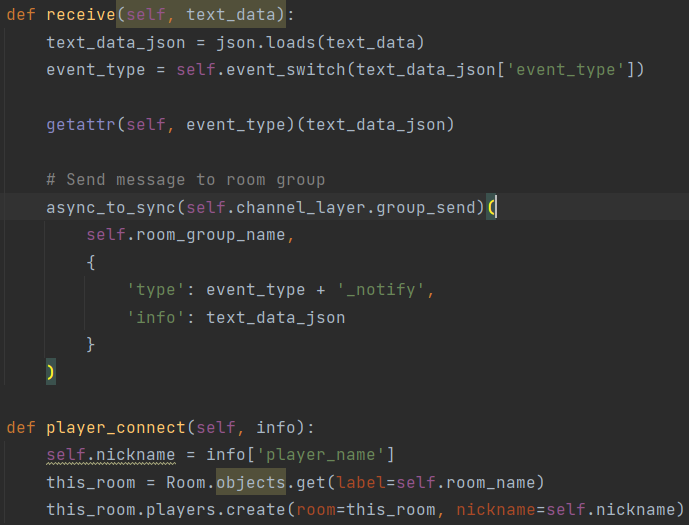 def receive(self, text_data):
text_data_json = json.loads(text_data)
event_type = self.event_switch(text_data_json['event_type'])
getattr(self, event_type)(text_data_json)
# Send message to room group
async_to_sync(self.channel_layer.group_send)(
self.room_group_name,
{
'type': event_type + '_notify',
'info': text_data_json
}
)
def player_connect(self, info):
self.nickname = info['player_name']
this_room = Room.objects.get(label=self.room_name)
this_room.players.create(room=this_room, nickname=self.nickname)